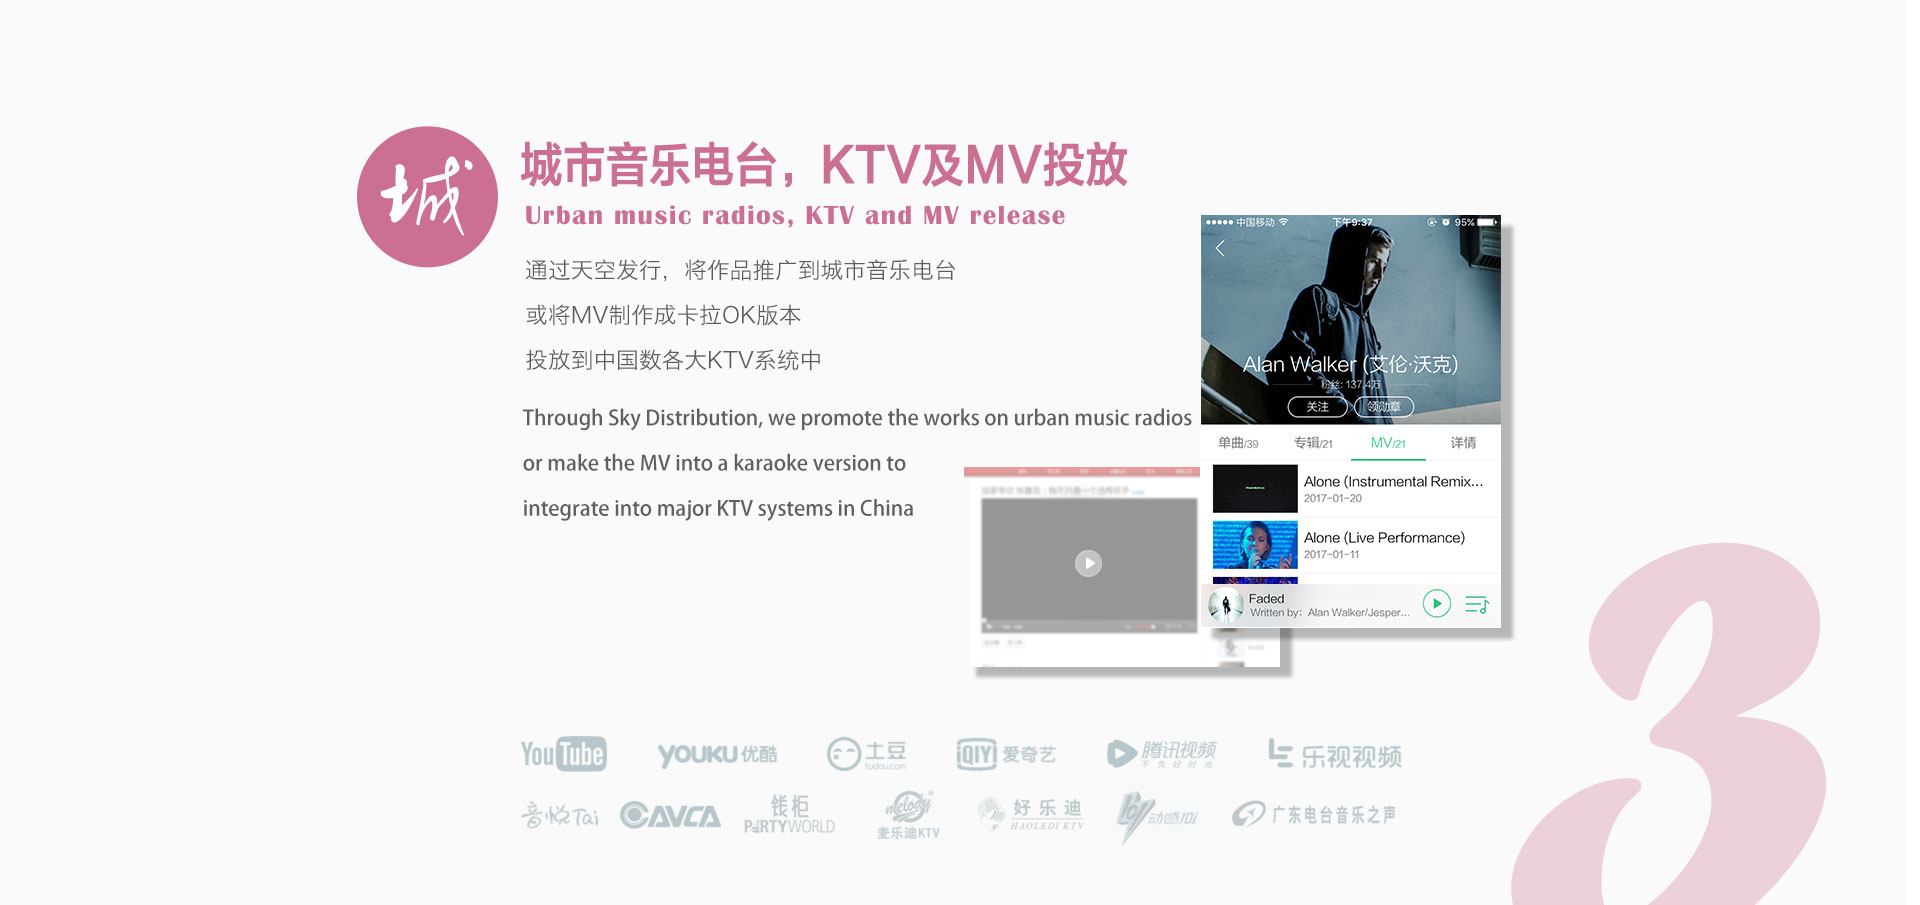 城
城市音乐电台，KTV及MV投放
Urban music radios, KTV and MV release
通过天空发行，将作品推广到城市音乐电台
或将MV制作成卡拉OK版本
投放到中国数各大KTV系统中
Through Sky Distribution, we promote the works on urban music radios
or make the MV into a karaoke version to
integrate into major KTV systems in China
中国移动 下午9:37 95%
Alan Walker (艾伦·沃克)
粉丝: 137.4万
关注 领勋章
单曲/39 专辑/21 MV/21 详情
Alone (Instrumental Remix...
2017-01-20
Alone (Live Performance)
2017-01-11
Faded
Written by: Alan Walker/Jesper...
3
YouTube YOUKU优酷 土豆 tudou.com iQIYI 爱奇艺 腾讯视频 不负好时光 乐视视频
音悦Tai CAVCA 钱柜 PARTYWORLD melody 麦乐迪KTV 好乐迪 HAOLEDI KTV 动感101 广东电台音乐之声